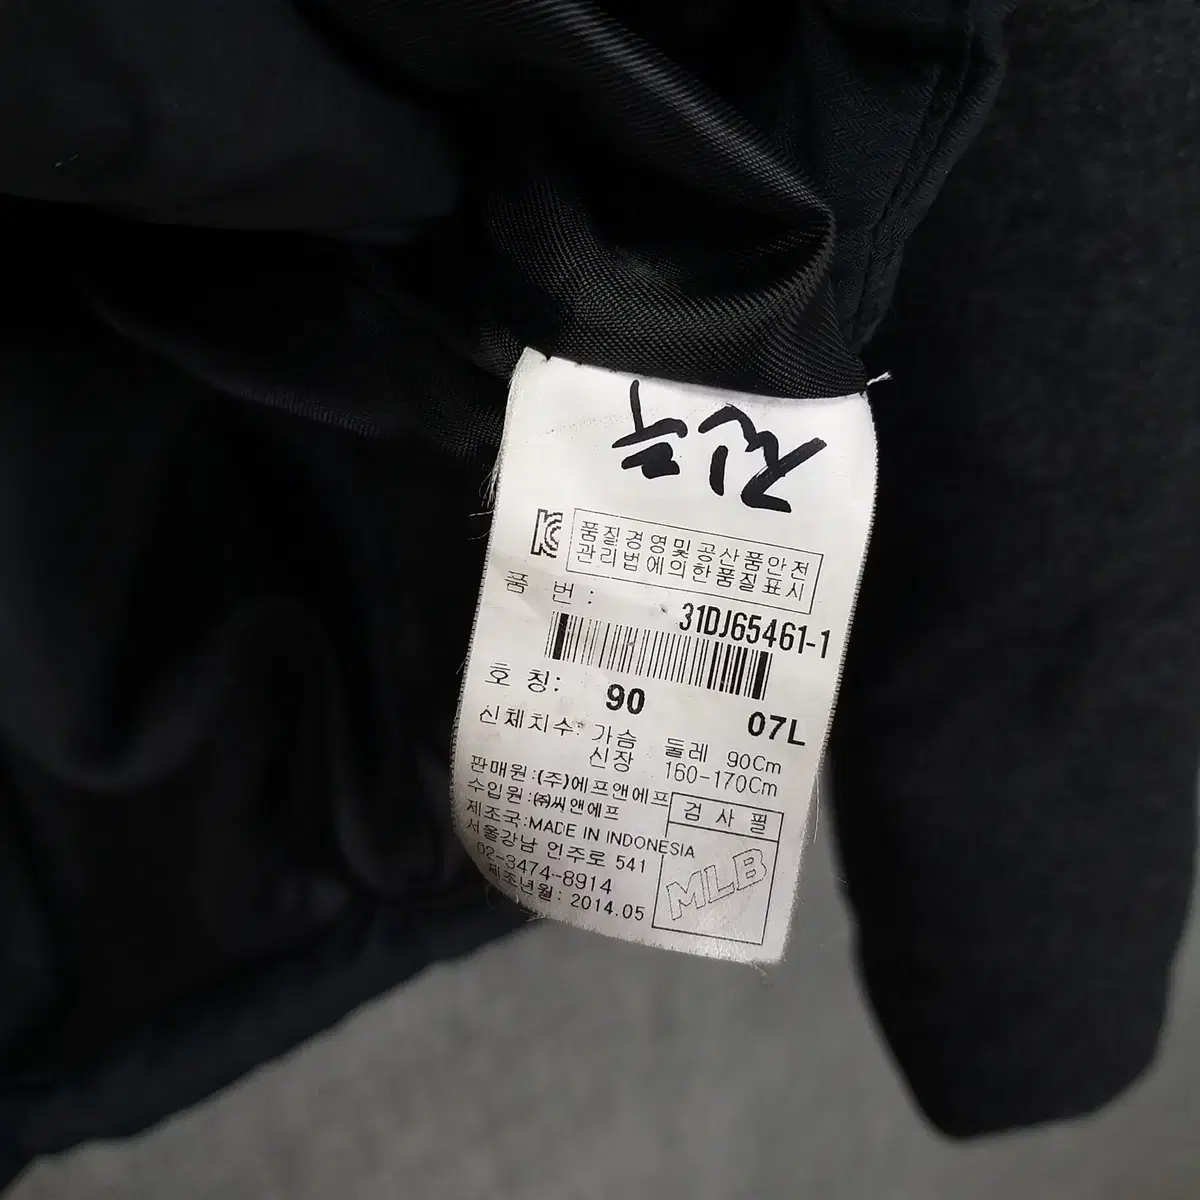 품질경영및공산품안전
관리법에의한품질표시
품 번: 31DJ65461-1
호 칭: 90 07L
신체치수: 가슴 둘레 90Cm
신장 160-170Cm
판매원:(주)에프앤에프
수입원:(주)씨앤에프
제조국:MADE IN INDONESIA
서울강남 언주로 541
02-3474-8914
제조년월: 2014.05
검 사 필
MLB